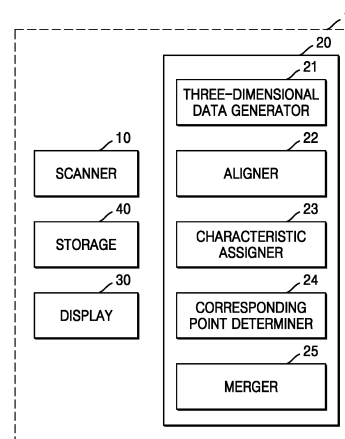 20
21
THREE-DIMENSIONAL
DATA GENERATOR
10
SCANNER
22
ALIGNER
40
STORAGE
23
CHARACTERISTIC
ASSIGNER
30
DISPLAY
24
CORRESPONDING
POINT DETERMINER
25
MERGER